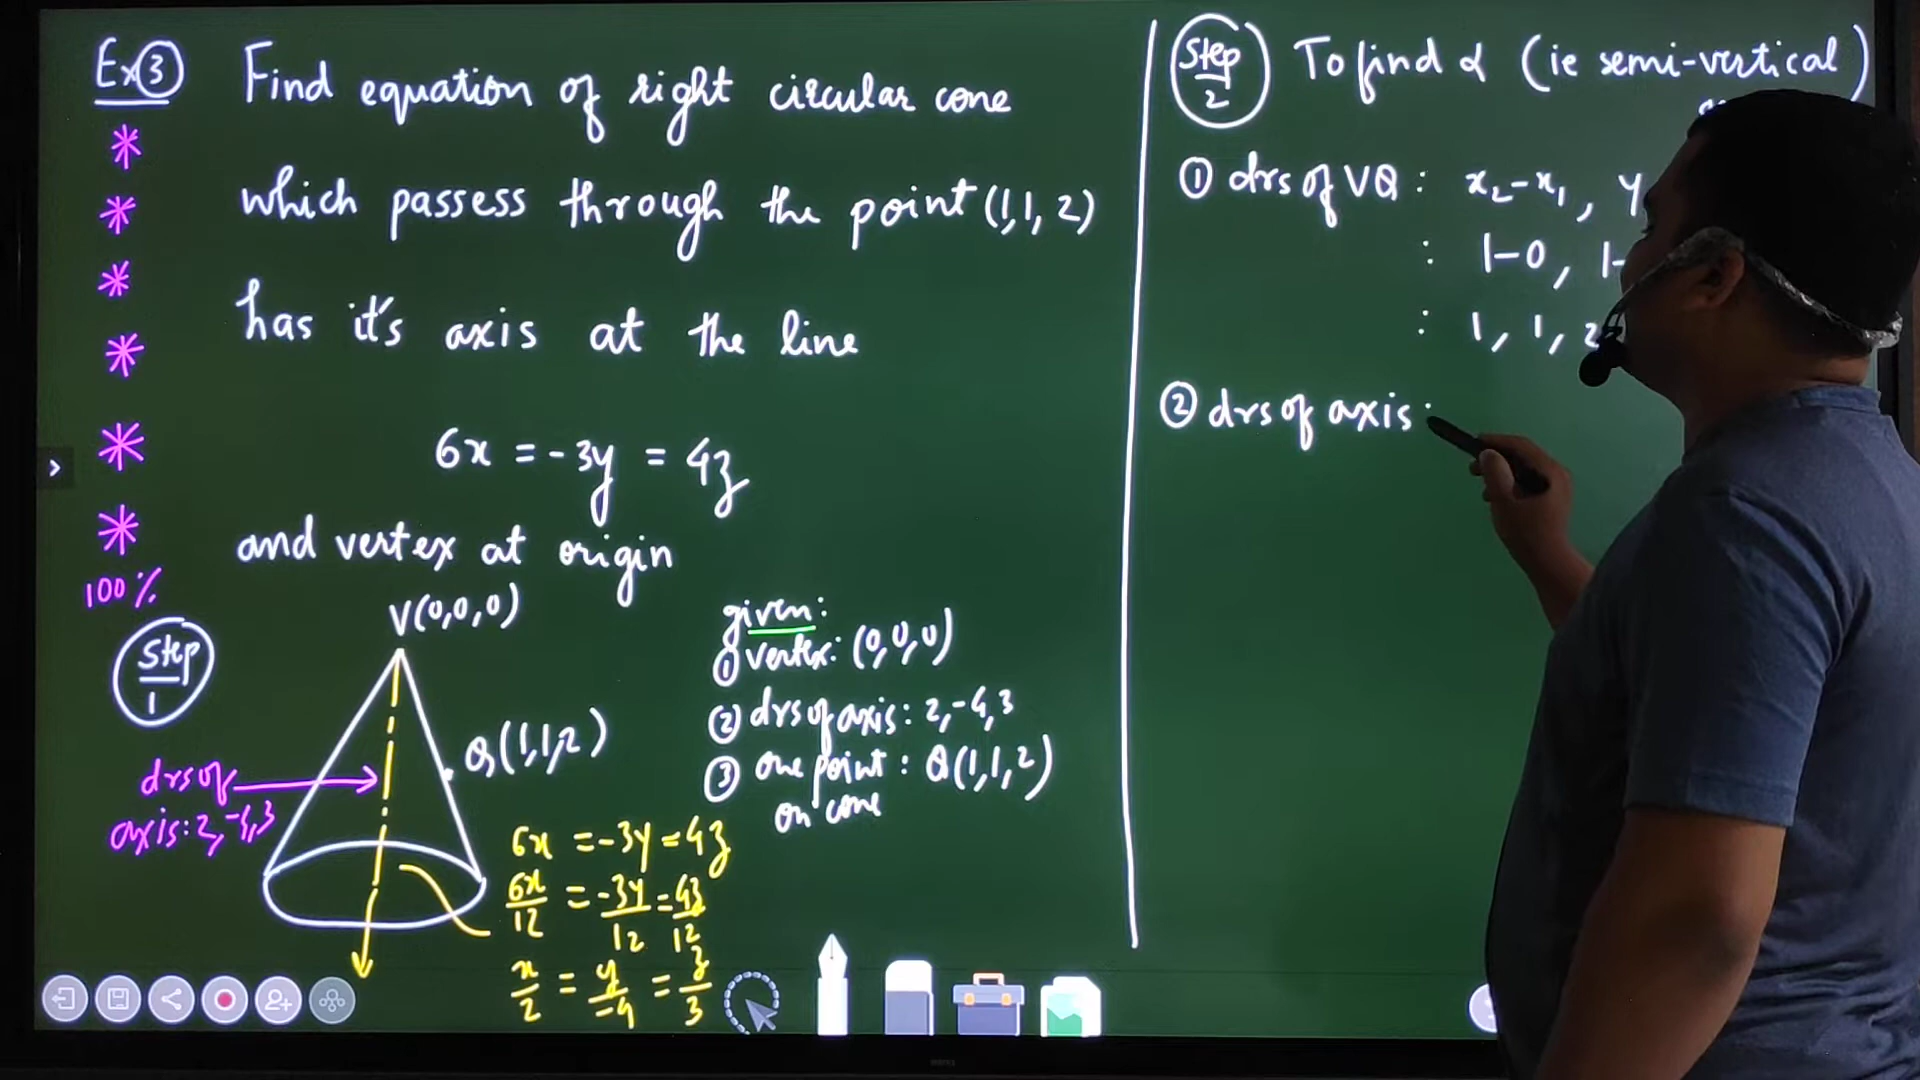 Ex 3 Find equation of right circular cone
which passess through the point (1,1, 2)
has it's axis at the line
6x = -3y = 4z
and vertex at origin
100%
Step 1
V(0,0,0)
Q(1,1,2)
drs of
axis: 2, -4, 3
given:
① vertex: (0,0,0)
② drs of axis: 2, -4, 3
③ one point : Q(1,1,2)
on cone
6x = -3y = 4z
6x/12 = -3y/12 = 4z/12
x/2 = y/-4 = z/3
Step 2 To find α (ie semi-vertical
① drs of VQ : x₂-x₁, y
: 1-0, 1-
: 1, 1, 2
② drs of axis :